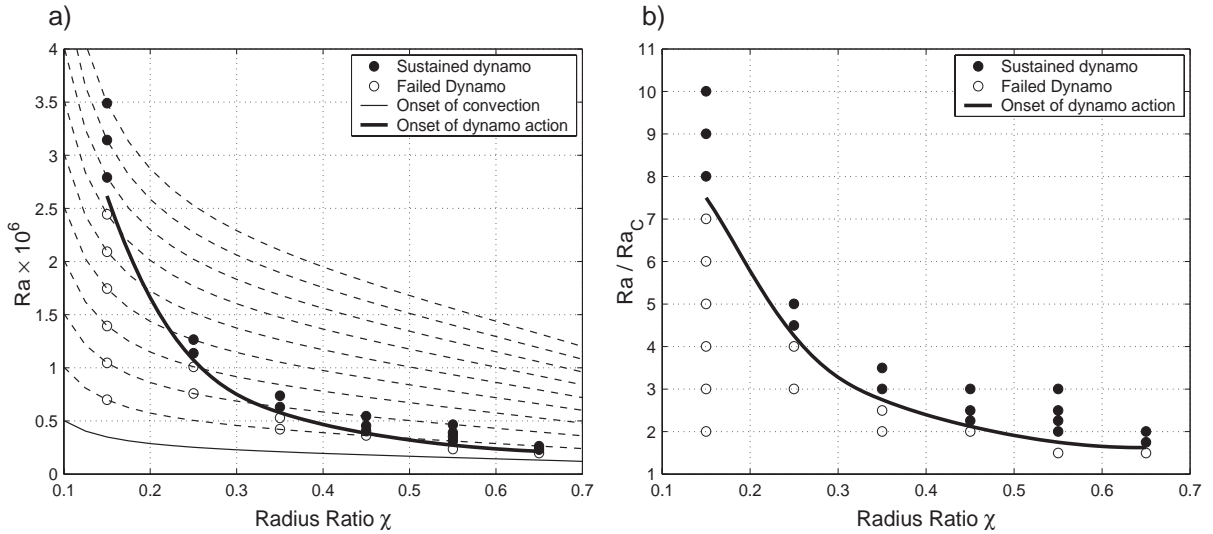 a)
4
3.5
3
2.5
2
1.5
1
0.5
0
Ra × 10^6
0.1 0.2 0.3 0.4 0.5 0.6 0.7
Radius Ratio χ
Sustained dynamo
Failed Dynamo
Onset of convection
Onset of dynamo action
b)
11
10
9
8
7
6
5
4
3
2
1
Ra / Ra_C
0.1 0.2 0.3 0.4 0.5 0.6 0.7
Radius Ratio χ
Sustained dynamo
Failed Dynamo
Onset of dynamo action